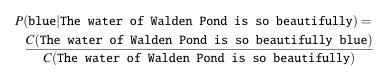 P(blue|The water of Walden Pond is so beautifully) =
C(The water of Walden Pond is so beautifully blue)
C(The water of Walden Pond is so beautifully)